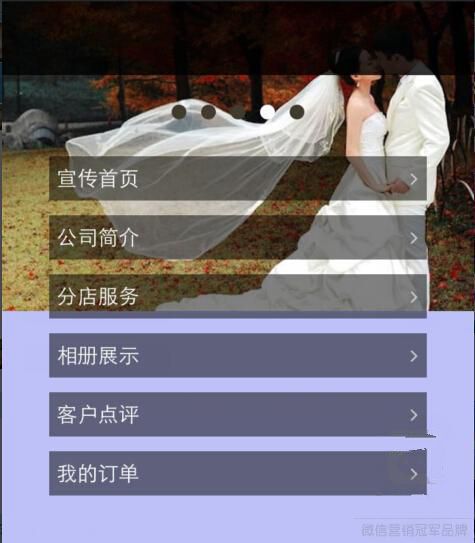 宣传首页
公司简介
分店服务
相册展示
客户点评
我的订单
微信营销冠军品牌